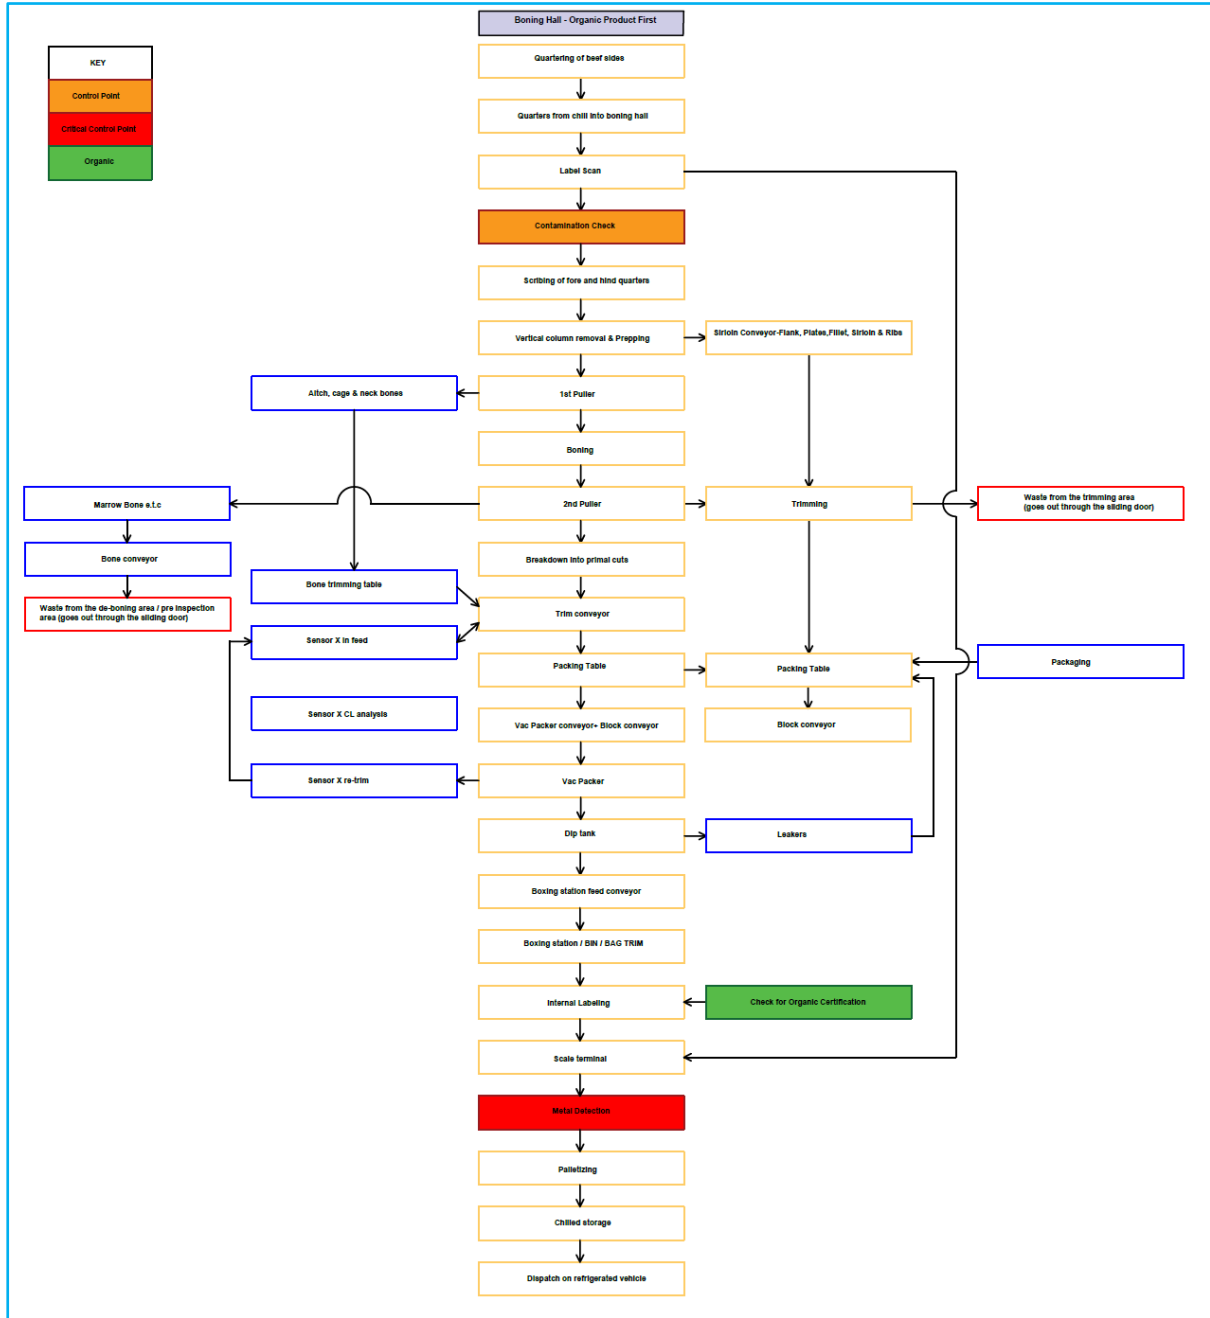 Boning Hall - Organic Product First
KEY
Control Point
Critical Control Point
Organic
Quartering of beef sides
Quarters from chill into boning hall
Label Scan
Contamination Check
Scribing of fore and hind quarters
Vertical column removal & Prepping
Sirloin Conveyor-Flank, Plates,Fillet, Sirloin & Ribs
Aitch, cage & neck bones
1st Puller
Boning
Marrow Bone e.t.c
2nd Puller
Trimming
Waste from the trimming area
(goes out through the sliding door)
Bone conveyor
Breakdown into primal cuts
Bone trimming table
Waste from the de-boning area / pre inspection
area (goes out through the sliding door)
Trim conveyor
Sensor X in feed
Packing Table
Packing Table
Packaging
Sensor X CL analysis
Vac Packer conveyor+ Block conveyor
Block conveyor
Sensor X re-trim
Vac Packer
Dip tank
Leakers
Boxing station feed conveyor
Boxing station / BIN / BAG TRIM
Internal Labeling
Check for Organic Certification
Scale terminal
Metal Detection
Palletizing
Chilled storage
Dispatch on refrigerated vehicle